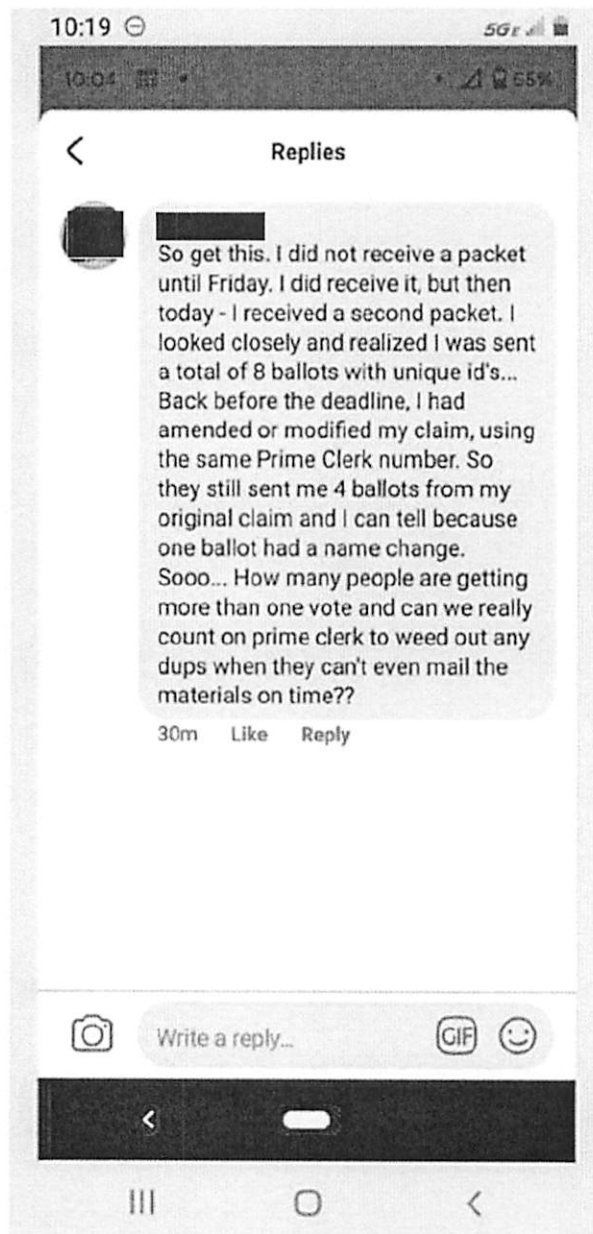 10:19
5GE
10:04
65%
Replies
So get this. I did not receive a packet
until Friday. I did receive it, but then
today - I received a second packet. I
looked closely and realized I was sent
a total of 8 ballots with unique id's...
Back before the deadline, I had
amended or modified my claim, using
the same Prime Clerk number. So
they still sent me 4 ballots from my
original claim and I can tell because
one ballot had a name change.
Sooo... How many people are getting
more than one vote and can we really
count on prime clerk to weed out any
dups when they can't even mail the
materials on time??
30m Like Reply
Write a reply...
GIF